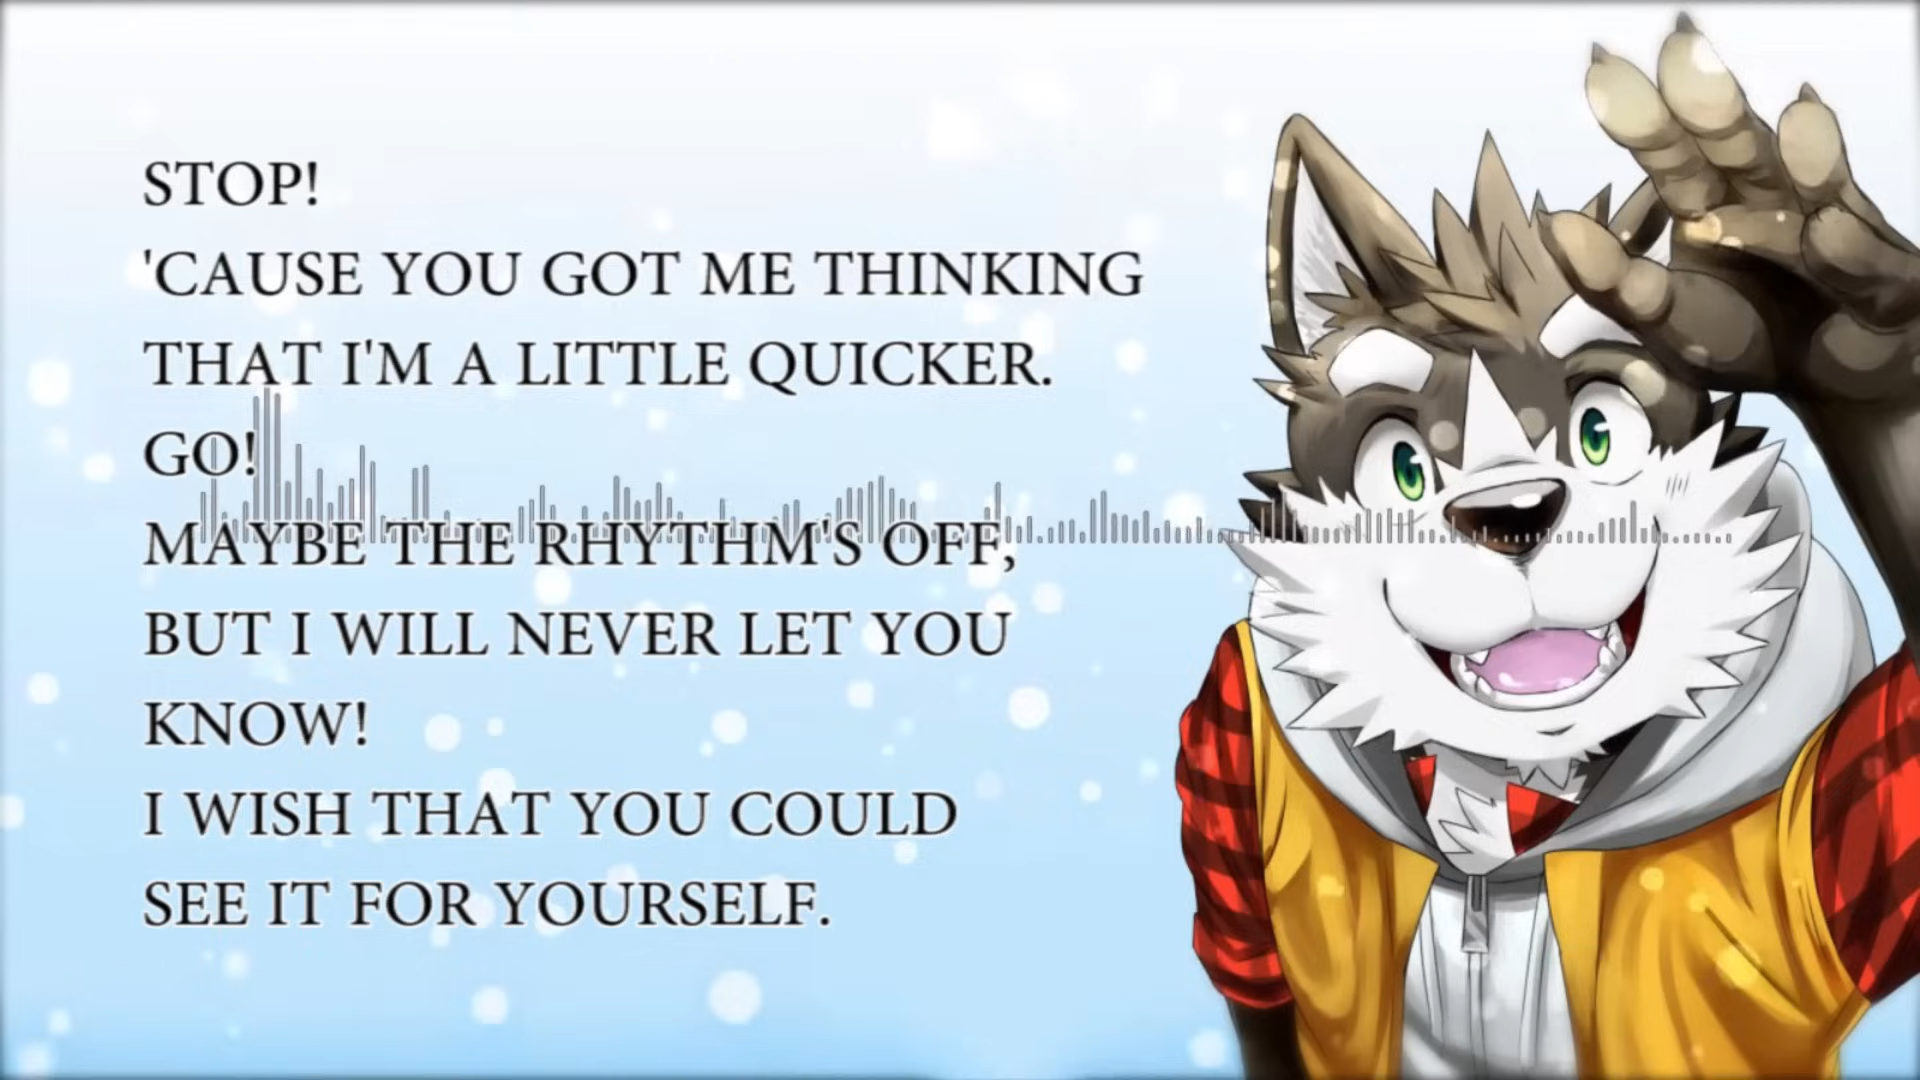 STOP!
'CAUSE YOU GOT ME THINKING
THAT I'M A LITTLE QUICKER.
GO!
MAYBE THE RHYTHM'S OFF,
BUT I WILL NEVER LET YOU
KNOW!
I WISH THAT YOU COULD
SEE IT FOR YOURSELF.